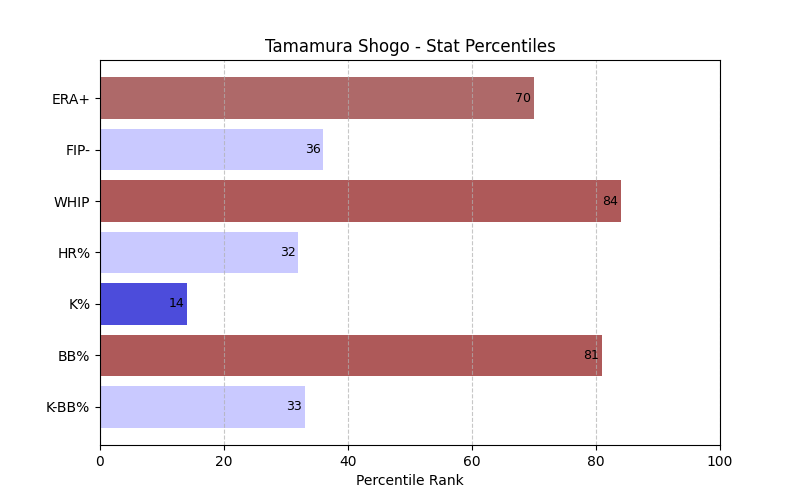 Tamamura Shogo - Stat Percentiles
ERA+ 70
FIP- 36
WHIP 84
HR% 32
K% 14
BB% 81
K-BB% 33
0 20 40 60 80 100
Percentile Rank